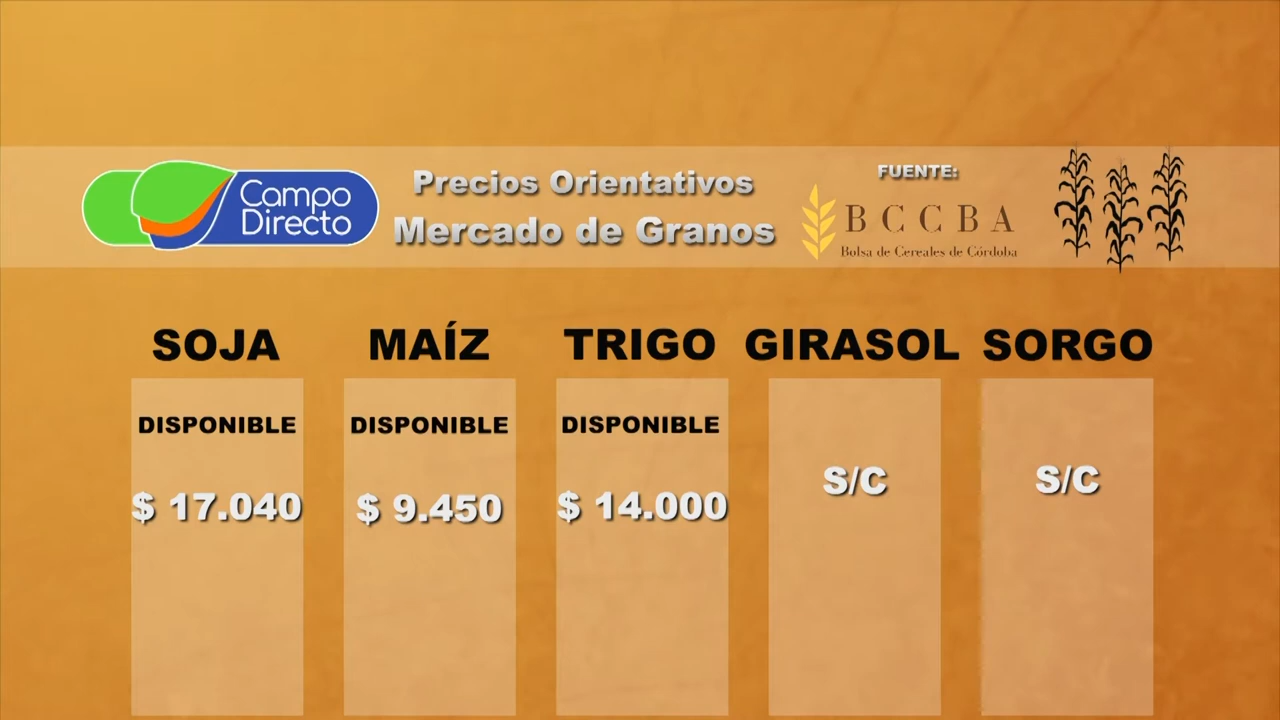 Campo
Directo
Precios Orientativos
Mercado de Granos
FUENTE:
BCCBA
Bolsa de Cereales de Córdoba
SOJA
DISPONIBLE
$ 17.040
MAÍZ
DISPONIBLE
$ 9.450
TRIGO
DISPONIBLE
$ 14.000
GIRASOL
S/C
SORGO
S/C